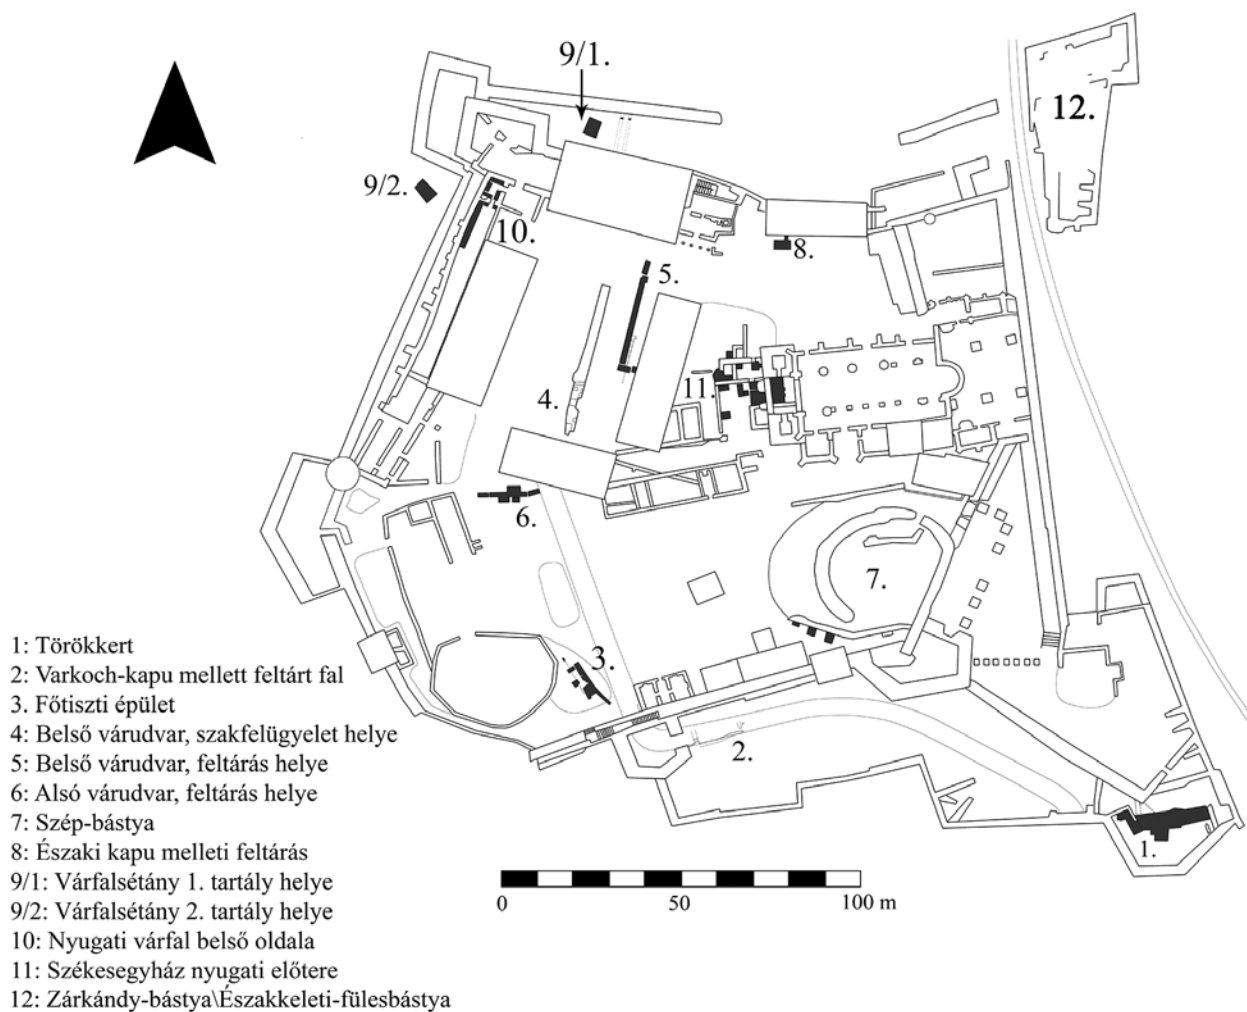 9/1.
12.
9/2.
10.
8.
5.
11.
4.
6.
7.
3.
2.
1.
1: Törökkert
2: Varkoch-kapu mellett feltárt fal
3. Főtiszti épület
4: Belső várudvar, szakfelügyelet helye
5: Belső várudvar, feltárás helye
6: Alsó várudvar, feltárás helye
7: Szép-bástya
8: Északi kapu melleti feltárás
9/1: Várfalsétány 1. tartály helye
9/2: Várfalsétány 2. tartály helye
10: Nyugati várfal belső oldala
11: Székesegyház nyugati előtere
12: Zárkándy-bástya\Északkeleti-fülesbástya
0 50 100 m